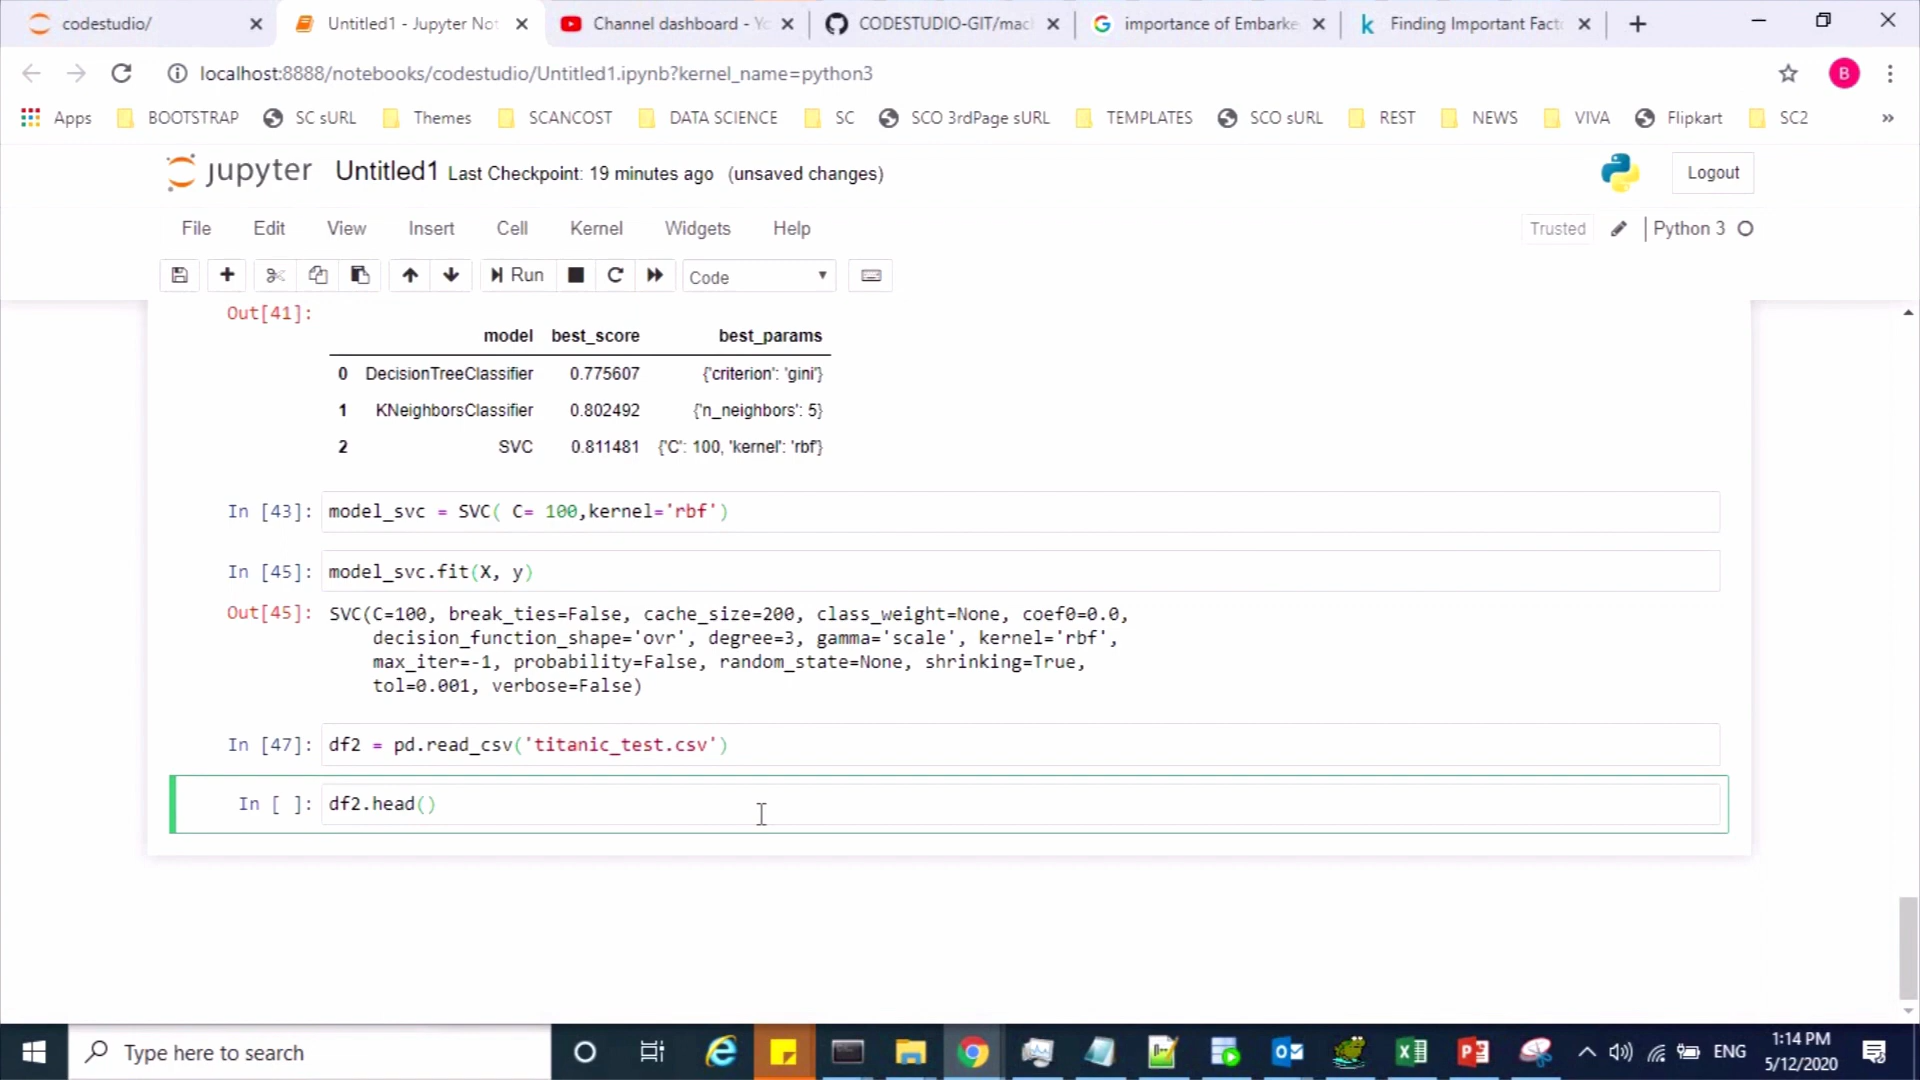 codestudio/
Untitled1 - Jupyter Not
Channel dashboard - Yo
CODESTUDIO-GIT/mac
importance of Embarke
Finding Important Facto
localhost:8888/notebooks/codestudio/Untitled1.ipynb?kernel_name=python3
B
Apps BOOTSTRAP SC sURL Themes SCANCOST DATA SCIENCE SC SCO 3rdPage sURL TEMPLATES SCO sURL REST NEWS VIVA Flipkart SC2 »
jupyter Untitled1 Last Checkpoint: 19 minutes ago (unsaved changes) Logout
File Edit View Insert Cell Kernel Widgets Help Trusted Python 3
Run Code
Out[41]:
model best_score best_params
0 DecisionTreeClassifier 0.775607 {'criterion': 'gini'}
1 KNeighborsClassifier 0.802492 {'n_neighbors': 5}
2 SVC 0.811481 {'C': 100, 'kernel': 'rbf'}
In [43]: model_svc = SVC( C= 100,kernel='rbf')
In [45]: model_svc.fit(X, y)
Out[45]: SVC(C=100, break_ties=False, cache_size=200, class_weight=None, coef0=0.0,
decision_function_shape='ovr', degree=3, gamma='scale', kernel='rbf',
max_iter=-1, probability=False, random_state=None, shrinking=True,
tol=0.001, verbose=False)
In [47]: df2 = pd.read_csv('titanic_test.csv')
In [ ]: df2.head()
Type here to search
ENG
1:14 PM
5/12/2020